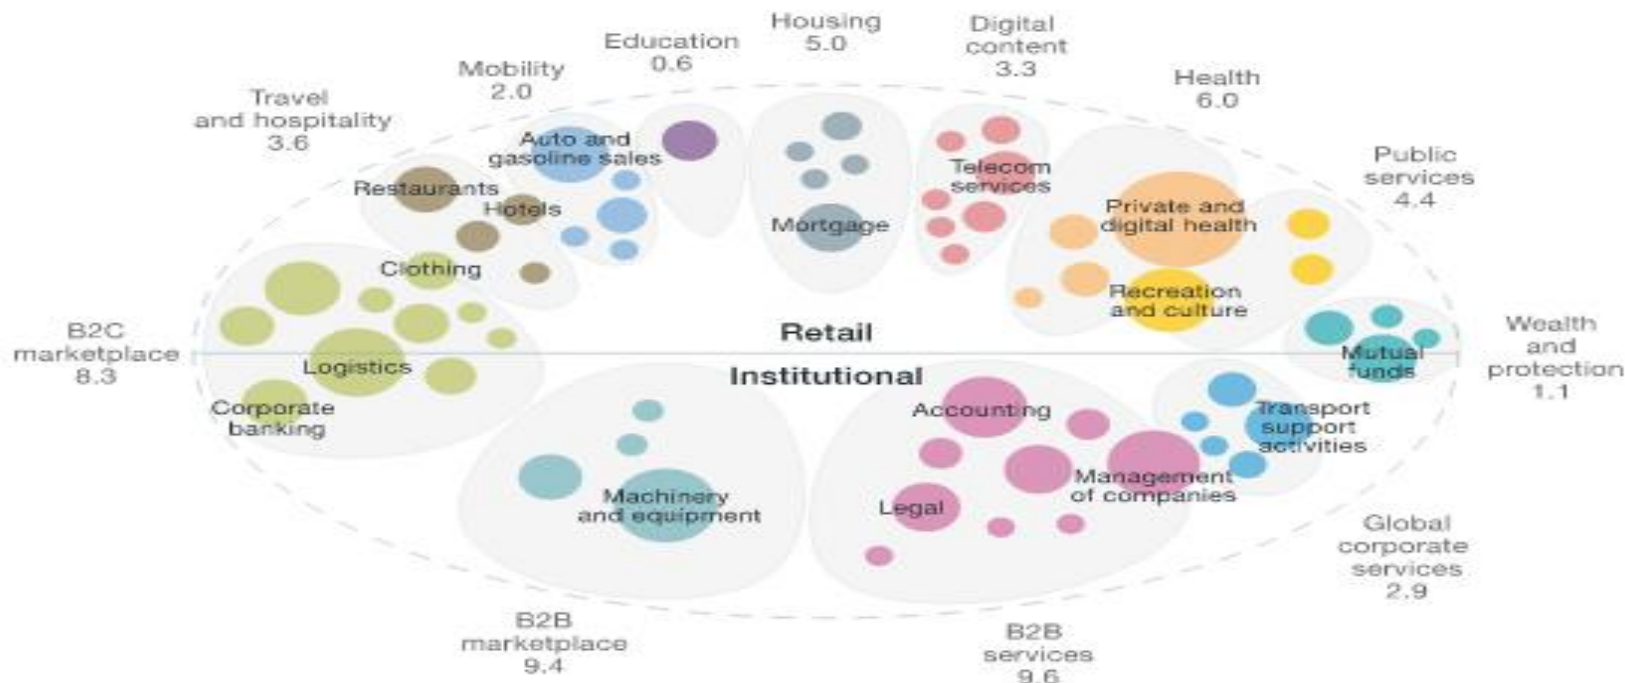 Housing
5.0
Digital
content
3.3
Education
0.6
Mobility
2.0
Health
6.0
Travel
and hospitality
3.6
Public
services
4.4
Auto and
gasoline sales
Restaurants
Hotels
Telecom
services
Mortgage
Private and
digital health
Clothing
Recreation
and culture
B2C
marketplace
8.3
Retail
Institutional
Wealth
and
protection
1.1
Mutual
funds
Logistics
Corporate
banking
Accounting
Transport
support
activities
Management
of companies
Machinery
and equipment
Legal
Global
corporate
services
2.9
B2B
marketplace
9.4
B2B
services
9.6